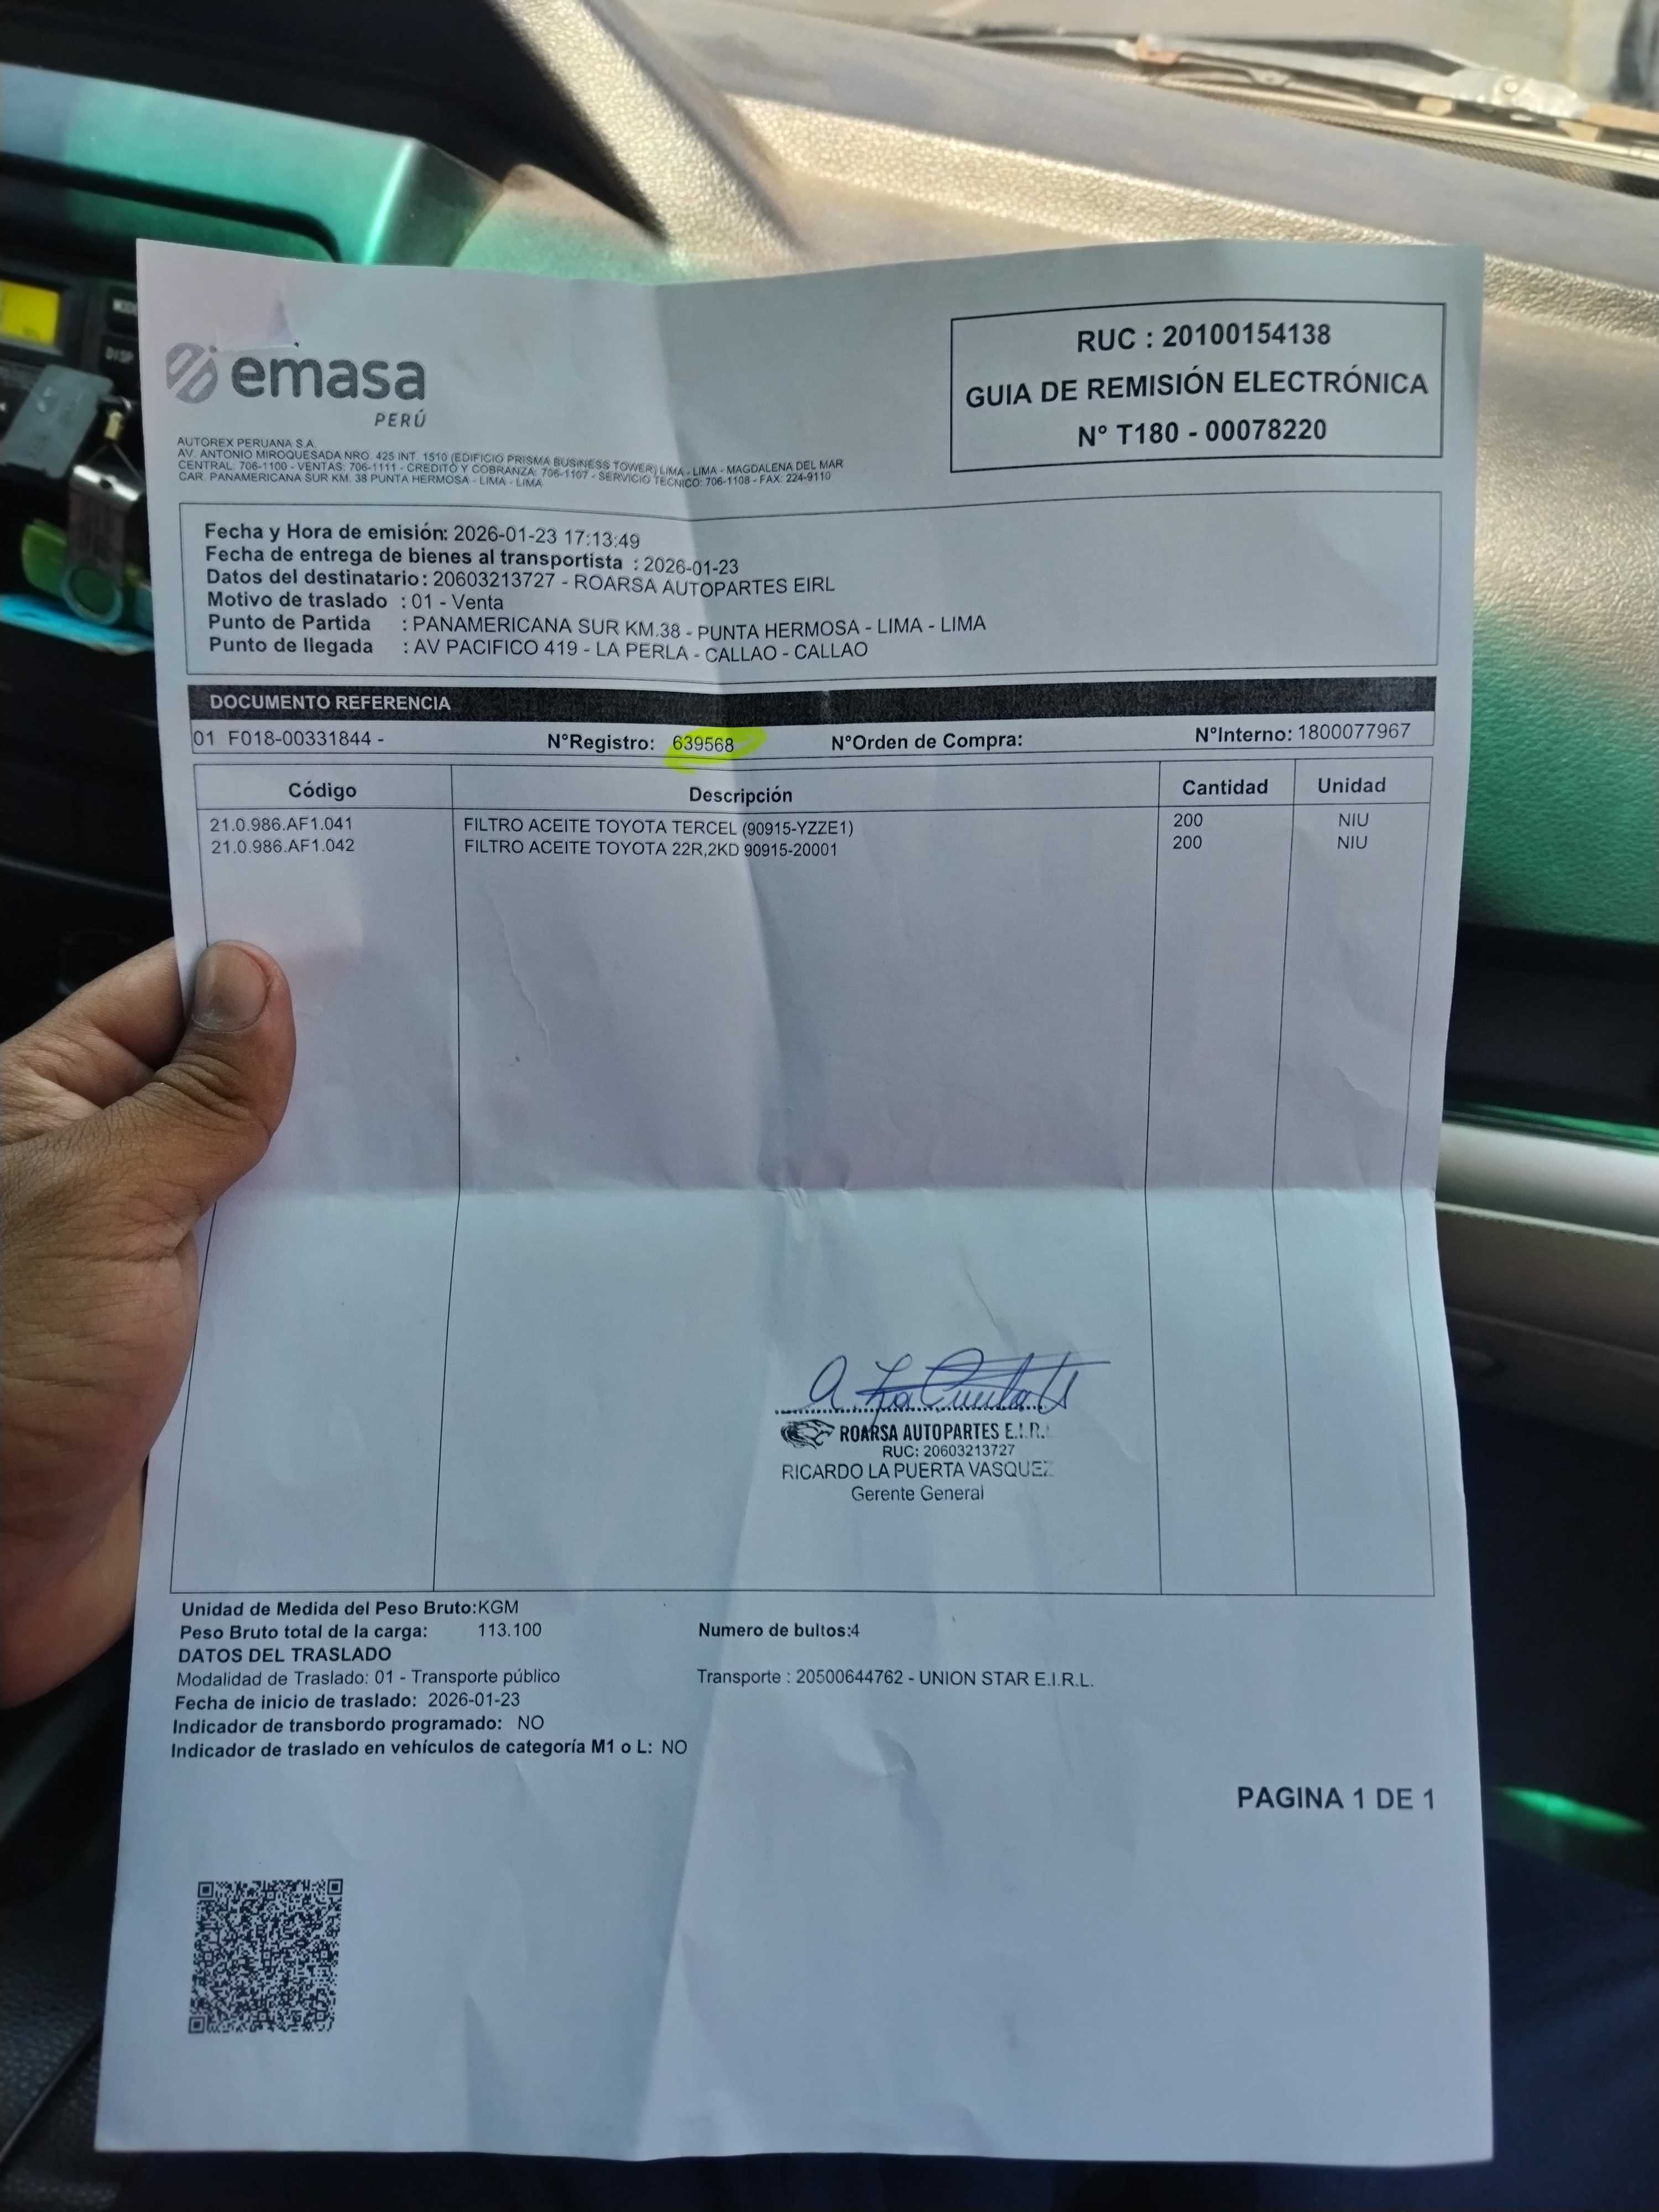 emasa
PERÚ
RUC : 20100154138
GUIA DE REMISIÓN ELECTRÓNICA
N° T180 - 00078220
AUTOREX PERUANA S.A.
AV. ANTONIO MIROQUESADA NRO. 425 INT. 1510 (EDIFICIO PRISMA BUSINESS TOWER) LIMA - LIMA - MAGDALENA DEL MAR
CENTRAL: 706-1100 - VENTAS: 706-1111 - CREDITO Y COBRANZA: 706-1107 - SERVICIO TECNICO: 706-1108 - FAX: 224-9110
CAR. PANAMERICANA SUR KM. 38 PUNTA HERMOSA - LIMA - LIMA
Fecha y Hora de emisión: 2026-01-23 17:13:49
Fecha de entrega de bienes al transportista : 2026-01-23
Datos del destinatario : 20603213727 - ROARSA AUTOPARTES EIRL
Motivo de traslado : 01 - Venta
Punto de Partida : PANAMERICANA SUR KM.38 - PUNTA HERMOSA - LIMA - LIMA
Punto de llegada : AV PACIFICO 419 - LA PERLA - CALLAO - CALLAO
DOCUMENTO REFERENCIA
01 F018-00331844 - N°Registro: 639568 N°Orden de Compra: N°Interno: 1800077967
Código Descripción Cantidad Unidad
21.0.986.AF1.041 FILTRO ACEITE TOYOTA TERCEL (90915-YZZE1) 200 NIU
21.0.986.AF1.042 FILTRO ACEITE TOYOTA 22R,2KD 90915-20001 200 NIU
ROARSA AUTOPARTES E.I.R.
RUC: 20603213727
RICARDO LA PUERTA VASQUEZ
Gerente General
Unidad de Medida del Peso Bruto:KGM
Peso Bruto total de la carga: 113.100 Numero de bultos:4
DATOS DEL TRASLADO
Modalidad de Traslado: 01 - Transporte público Transporte : 20500644762 - UNION STAR E.I.R.L.
Fecha de inicio de traslado: 2026-01-23
Indicador de transbordo programado: NO
Indicador de traslado en vehículos de categoría M1 o L: NO
PAGINA 1 DE 1